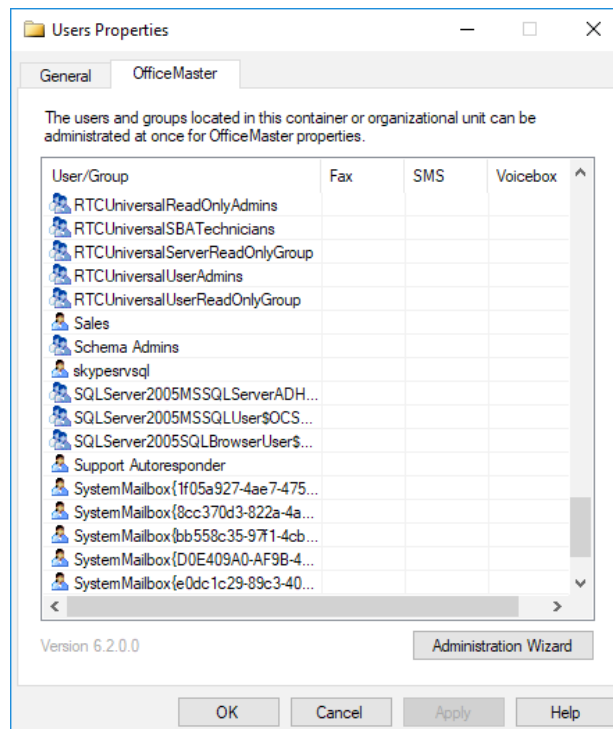 Users Properties
General OfficeMaster
The users and groups located in this container or organizational unit can be
administrated at once for OfficeMaster properties.
User/Group Fax SMS Voicebox
RTCUniversalReadOnlyAdmins
RTCUniversalSBATechnicians
RTCUniversalServerReadOnlyGroup
RTCUniversalUserAdmins
RTCUniversalUserReadOnlyGroup
Sales
Schema Admins
skypesrvsql
SQLServer2005MSSQLServerADH...
SQLServer2005MSSQLUser$OCS...
SQLServer2005SQLBrowserUser$...
Support Autoresponder
SystemMailbox{1f05a927-4ae7-475...
SystemMailbox{8cc370d3-822a-4a...
SystemMailbox{bb558c35-97f1-4cb...
SystemMailbox{D0E409A0-AF9B-4...
SystemMailbox{e0dc1c29-89c3-40...
Version 6.2.0.0 Administration Wizard
OK Cancel Apply Help